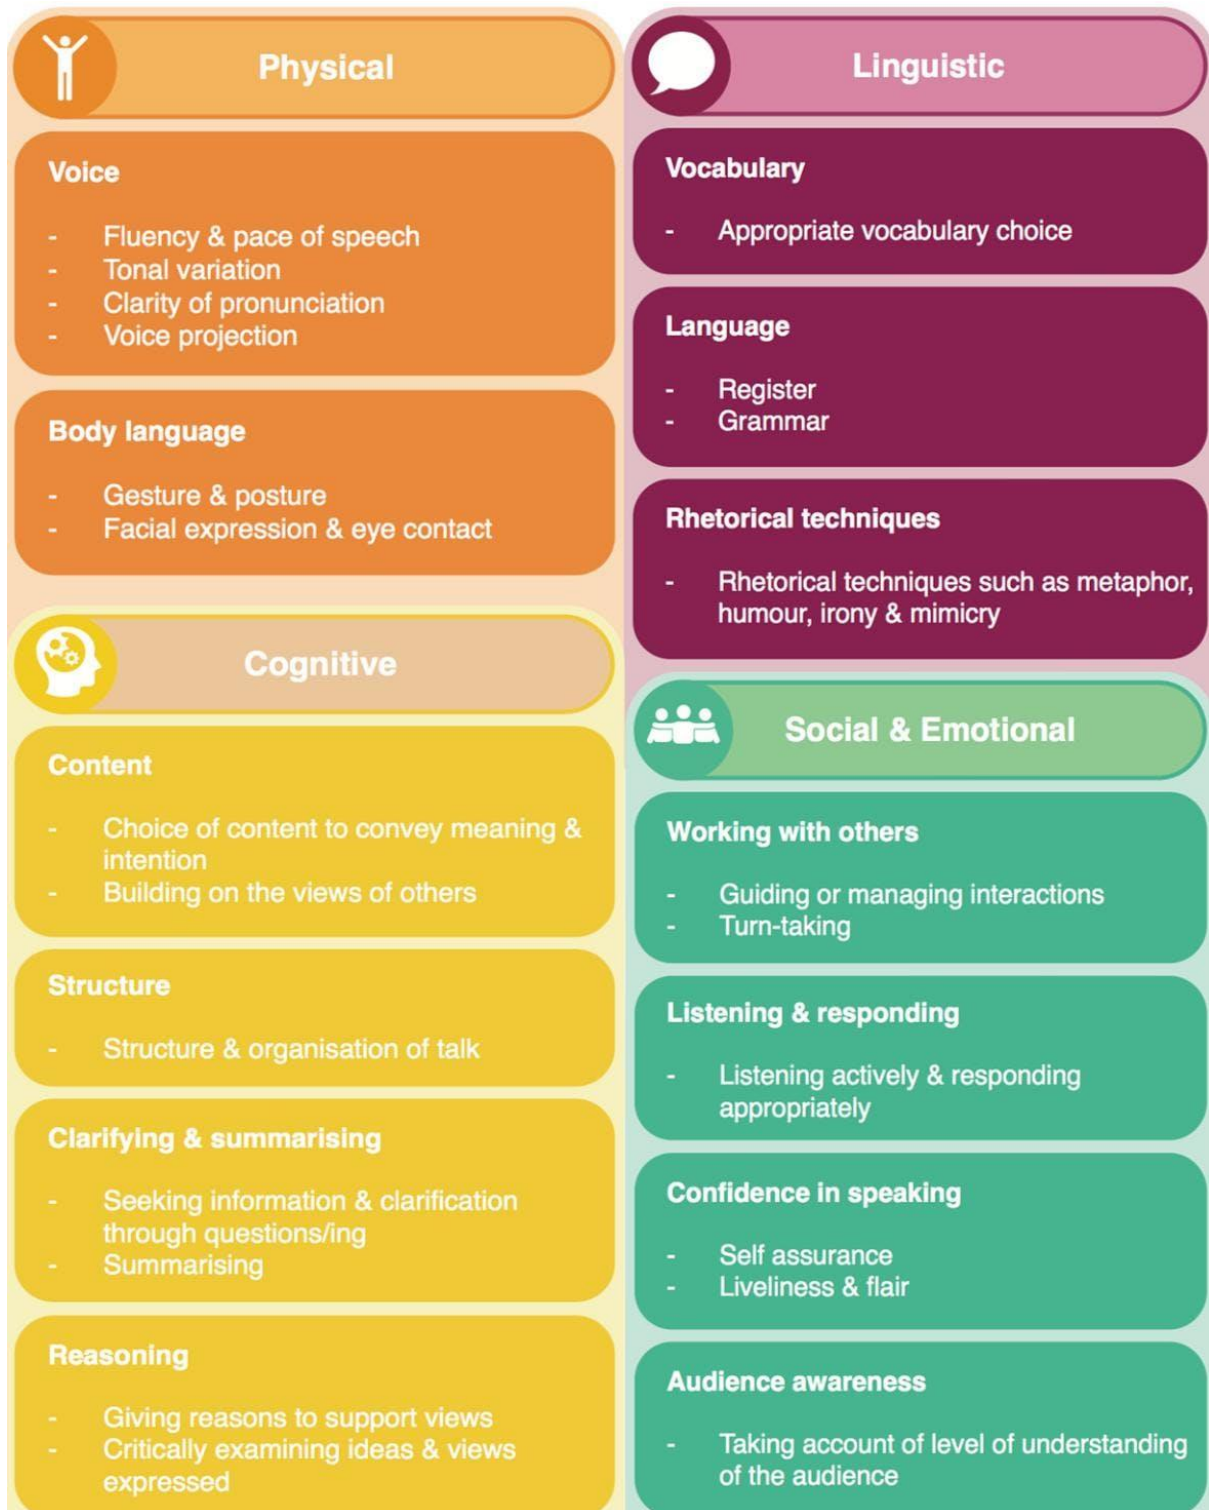 Physical
Voice
- Fluency & pace of speech
- Tonal variation
- Clarity of pronunciation
- Voice projection
Body language
- Gesture & posture
- Facial expression & eye contact
Cognitive
Content
- Choice of content to convey meaning &
intention
- Building on the views of others
Structure
- Structure & organisation of talk
Clarifying & summarising
- Seeking information & clarification
through questions/ing
- Summarising
Reasoning
- Giving reasons to support views
- Critically examining ideas & views
expressed
Linguistic
Vocabulary
- Appropriate vocabulary choice
Language
- Register
- Grammar
Rhetorical techniques
- Rhetorical techniques such as metaphor,
humour, irony & mimicry
Social & Emotional
Working with others
- Guiding or managing interactions
- Turn-taking
Listening & responding
- Listening actively & responding
appropriately
Confidence in speaking
- Self assurance
- Liveliness & flair
Audience awareness
- Taking account of level of understanding
of the audience